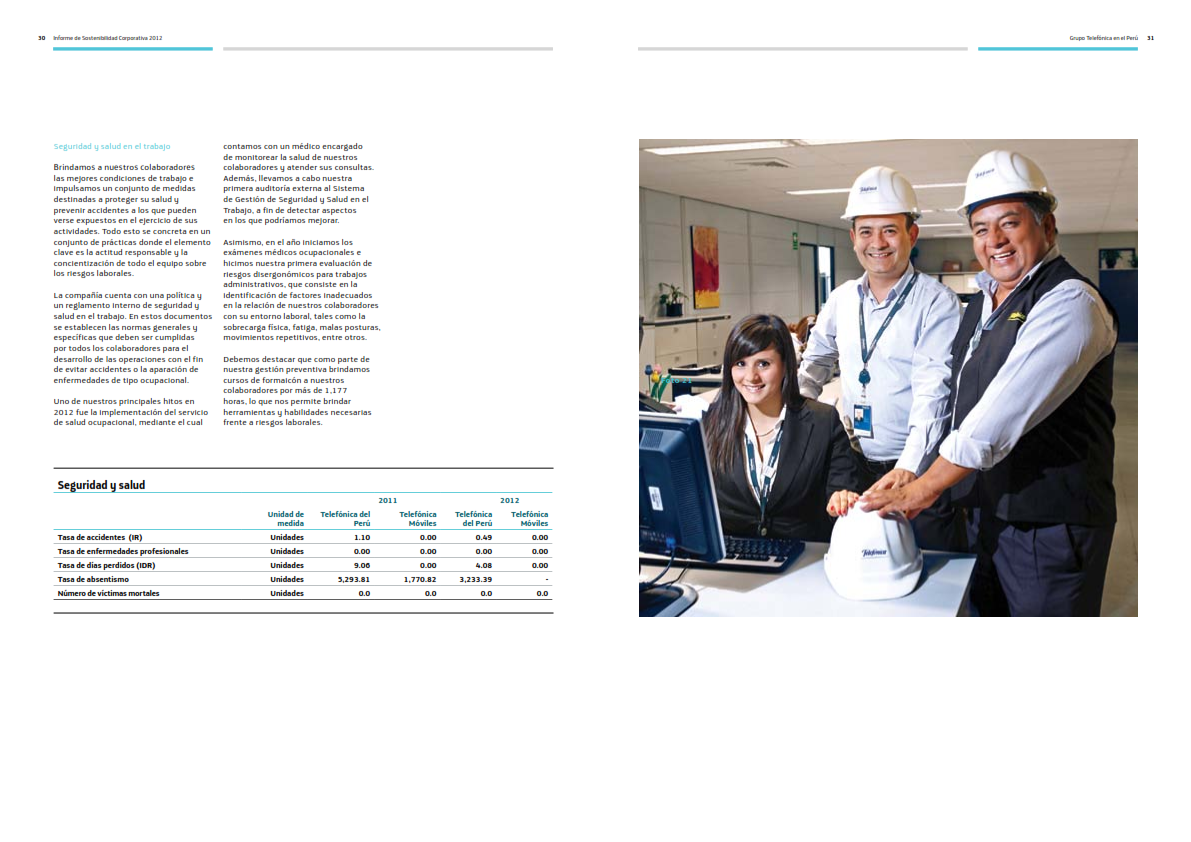 30 Informe de Sostenibilidad Corporativa 2012
Grupo Telefónica en el Perú 31
Seguridad y salud en el trabajo
Brindamos a nuestros colaboradores
las mejores condiciones de trabajo e
impulsamos un conjunto de medidas
destinadas a proteger su salud y
prevenir accidentes a los que pueden
verse expuestos en el ejercicio de sus
actividades. Todo esto se concreta en un
conjunto de prácticas donde el elemento
clave es la actitud responsable y la
concientización de todo el equipo sobre
los riesgos laborales.
La compañía cuenta con una política y
un reglamento interno de seguridad y
salud en el trabajo. En estos documentos
se establecen las normas generales y
específicas que deben ser cumplidas
por todos los colaboradores para el
desarrollo de las operaciones con el fin
de evitar accidentes o la aparación de
enfermedades de tipo ocupacional.
Uno de nuestros principales hitos en
2012 fue la implementación del servicio
de salud ocupacional, mediante el cual
contamos con un médico encargado
de monitorear la salud de nuestros
colaboradores y atender sus consultas.
Además, llevamos a cabo nuestra
primera auditoría externa al Sistema
de Gestión de Seguridad y Salud en el
Trabajo, a fin de detectar aspectos
en los que podríamos mejorar.
Asimismo, en el año iniciamos los
exámenes médicos ocupacionales e
hicimos nuestra primera evaluación de
riesgos disergonómicos para trabajos
administrativos, que consiste en la
identificación de factores inadecuados
en la relación de nuestros colaboradores
con su entorno laboral, tales como la
sobrecarga física, fatiga, malas posturas,
movimientos repetitivos, entre otros.
Debemos destacar que como parte de
nuestra gestión preventiva brindamos
cursos de formaicón a nuestros
colaboradores por más de 1,177
horas, lo que nos permite brindar
herramientas y habilidades necesarias
frente a riesgos laborales.
Seguridad y salud
2011 2012
Unidad de medida Telefónica del Perú Telefónica Móviles Telefónica del Perú Telefónica Móviles
Tasa de accidentes (IR) Unidades 1.10 0.00 0.49 0.00
Tasa de enfermedades profesionales Unidades 0.00 0.00 0.00 0.00
Tasa de días perdidos (IDR) Unidades 9.06 0.00 4.08 0.00
Tasa de absentismo Unidades 5,293.81 1,770.82 3,233.39 -
Número de víctimas mortales Unidades 0.0 0.0 0.0 0.0
Telefónica
Telefónica
Telefónica